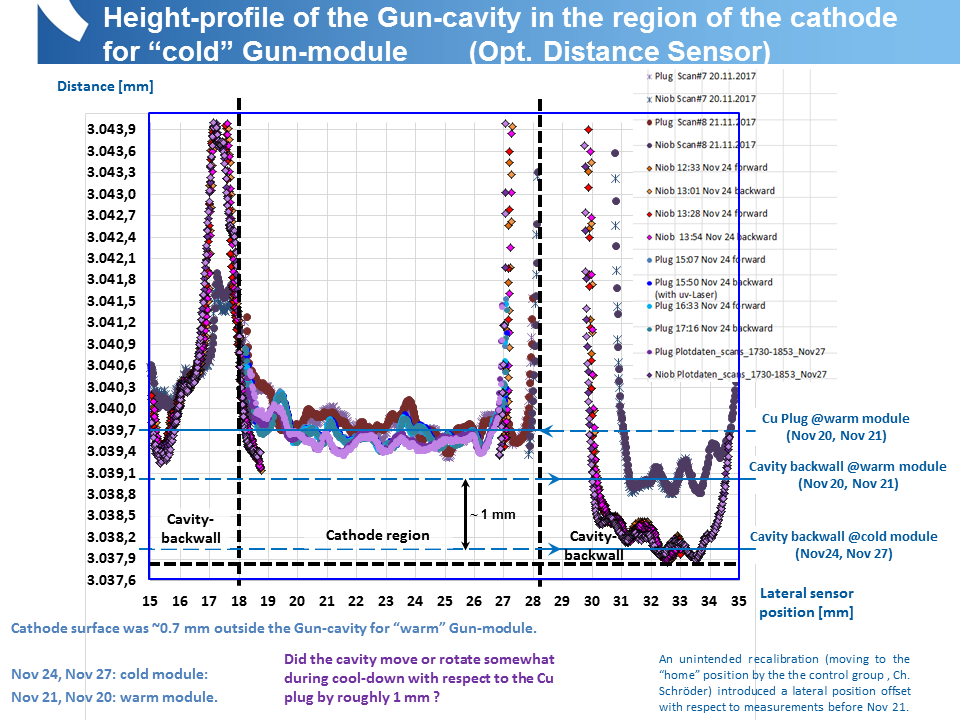 Height-profile of the Gun-cavity in the region of the cathode
for “cold” Gun-module (Opt. Distance Sensor)
Distance [mm]
3.043,9
3.043,6
3.043,3
3.043,0
3.042,7
3.042,4
3.042,1
3.041,8
3.041,5
3.041,2
3.040,9
3.040,6
3.040,3
3.040,0
3.039,7
3.039,4
3.039,1
3.038,8
3.038,5
3.038,2
3.037,9
3.037,6
Plug Scan#7 20.11.2017
Niob Scan#7 20.11.2017
Plug Scan#8 21.11.2017
Niob Scan#8 21.11.2017
Niob 12:33 Nov 24 forward
Niob 13:01 Nov 24 backward
Niob 13:28 Nov 24 forward
Niob 13:54 Nov 24 backward
Plug 15:07 Nov 24 forward
Plug 15:50 Nov 24 backward
(with uv-Laser)
Plug 16:33 Nov 24 forward
Plug 17:16 Nov 24 backward
Plug Plotdaten_scans_1730-1853_Nov27
Niob Plotdaten_scans_1730-1853_Nov27
Cu Plug @warm module
(Nov 20, Nov 21)
Cavity backwall @warm module
(Nov 20, Nov 21)
Cavity backwall @cold module
(Nov24, Nov 27)
~ 1 mm
Cavity-
backwall
Cathode region
Cavity-
backwall
15 16 17 18 19 20 21 22 23 24 25 26 27 28 29 30 31 32 33 34 35
Lateral sensor
position [mm]
Cathode surface was ~0.7 mm outside the Gun-cavity for “warm” Gun-module.
Nov 24, Nov 27: cold module:
Nov 21, Nov 20: warm module.
Did the cavity move or rotate somewhat
during cool-down with respect to the Cu
plug by roughly 1 mm ?
An unintended recalibration (moving to the
“home” position by the the control group , Ch.
Schröder) introduced a lateral position offset
with respect to measurements before Nov 21.